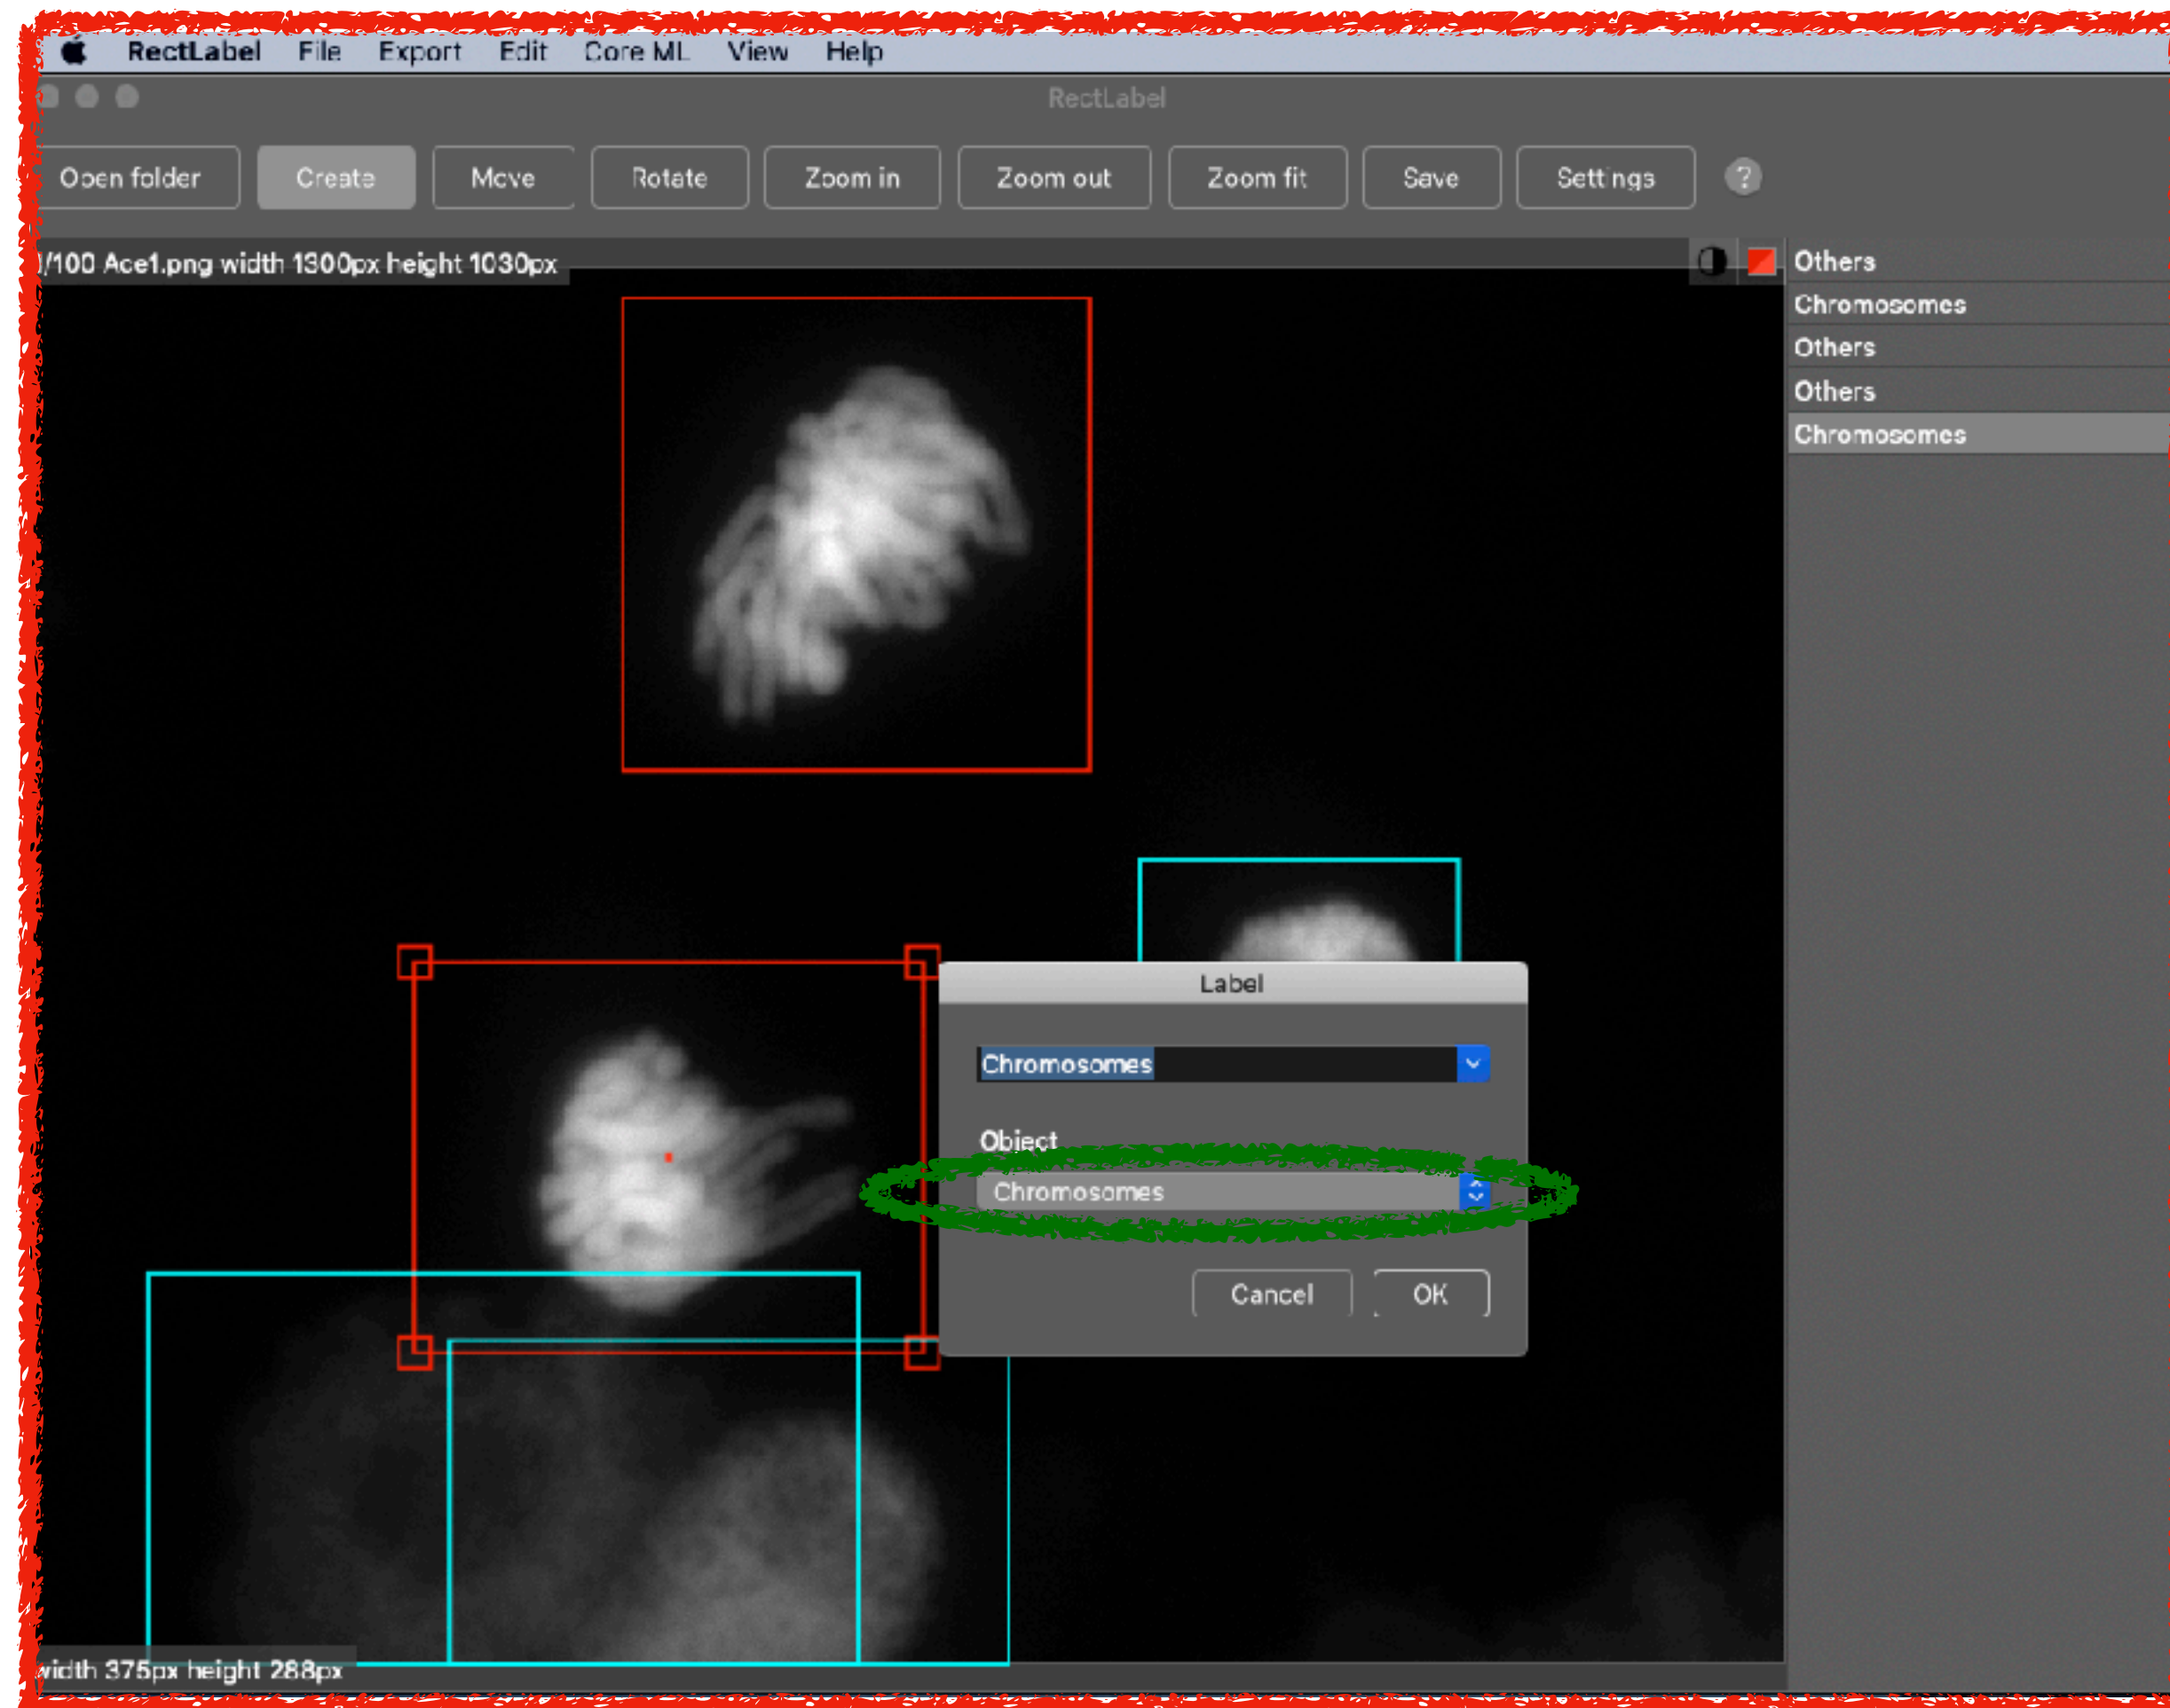 RectLabel File Export Edit Core ML View Help
RectLabel
Open folder Create Move Rotate Zoom in Zoom out Zoom fit Save Settings ?
/100 Ace1.png width 1300px height 1030px
Others
Chromosomes
Others
Others
Chromosomes
Label
Chromosomes
Object
Chromosomes
Cancel OK
width 375px height 288px